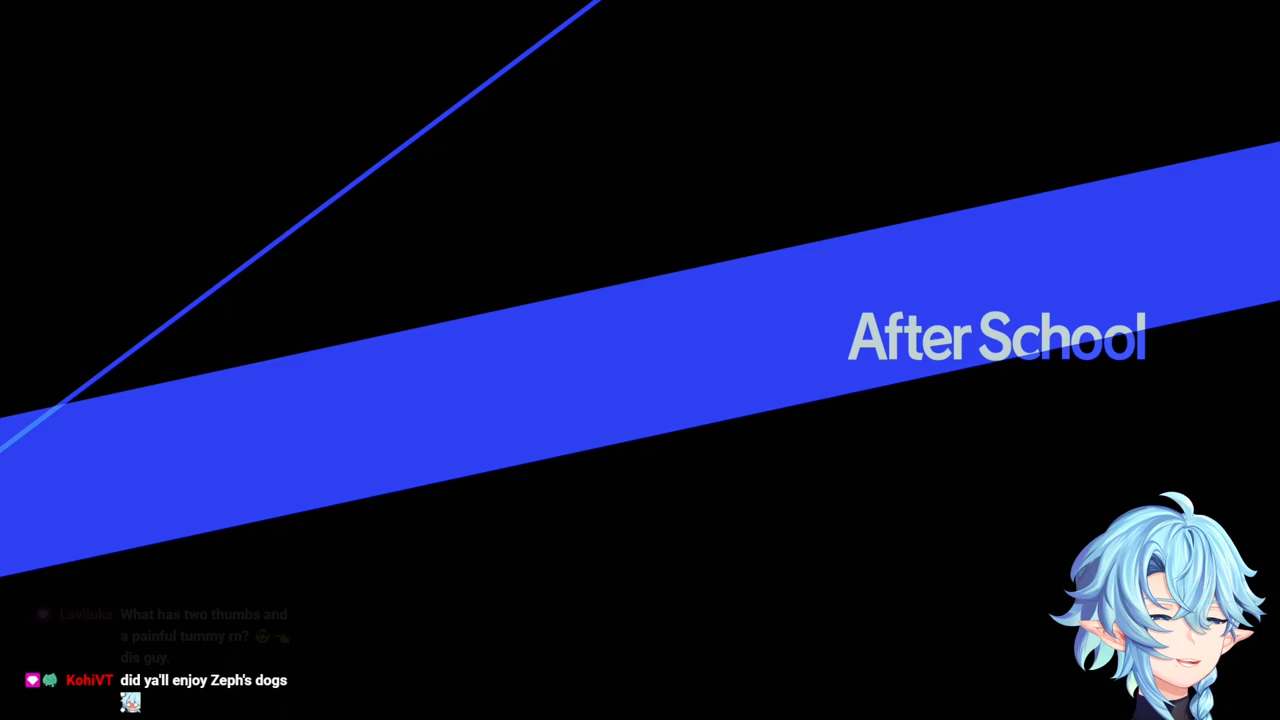 After School
Laviiuka What has two thumbs and
a painful tummy rn?
dis guy.
KohiVT did ya'll enjoy Zeph's dogs